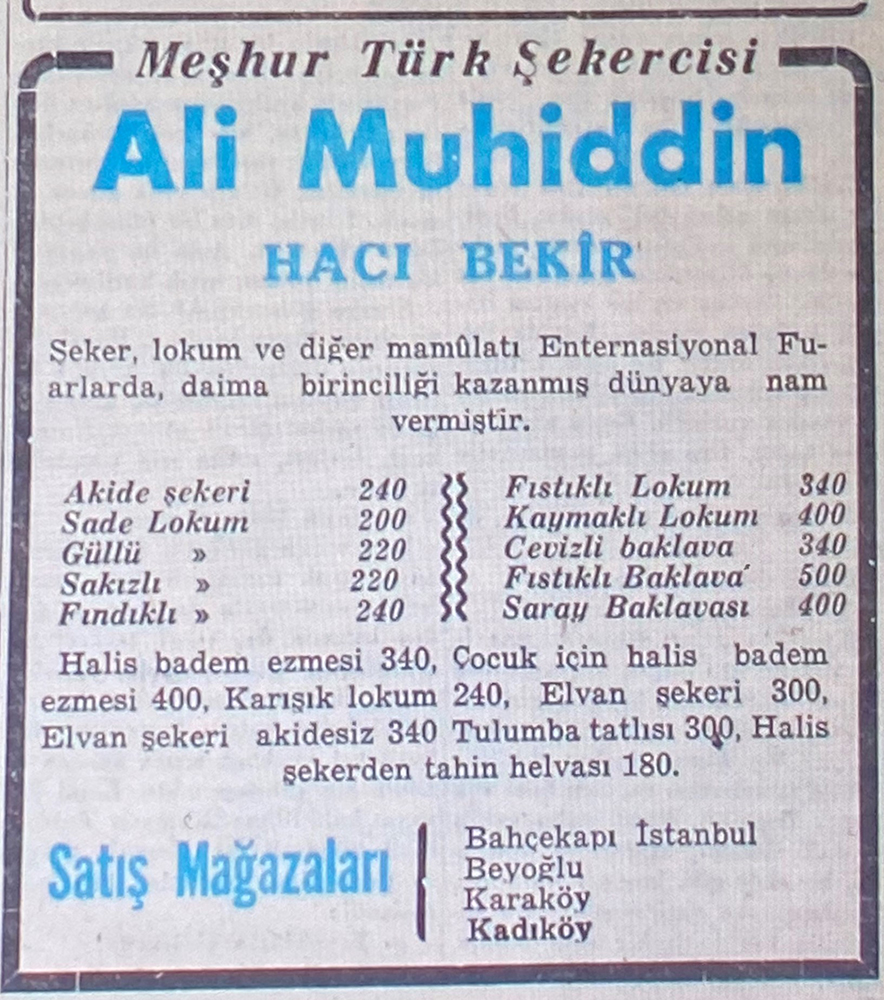 Meşhur Türk Şekercisi
Ali Muhiddin
HACI BEKİR
Şeker, lokum ve diğer mamûlatı Enternasiyonal Fu-
arlarda, daima birinciliği kazanmış dünyaya nam
vermiştir.
Akide şekeri 240
Sade Lokum 200
Güllü » 220
Sakızlı » 220
Fındıklı » 240
Fıstıklı Lokum 340
Kaymaklı Lokum 400
Cevizli baklava 340
Fıstıklı Baklava 500
Saray Baklavası 400
Halis badem ezmesi 340, Çocuk için halis badem
ezmesi 400, Karışık lokum 240, Elvan şekeri 300,
Elvan şekeri akidesiz 340 Tulumba tatlısı 300, Halis
şekerden tahin helvası 180.
Satış Mağazaları
Bahçekapı İstanbul
Beyoğlu
Karaköy
Kadıköy